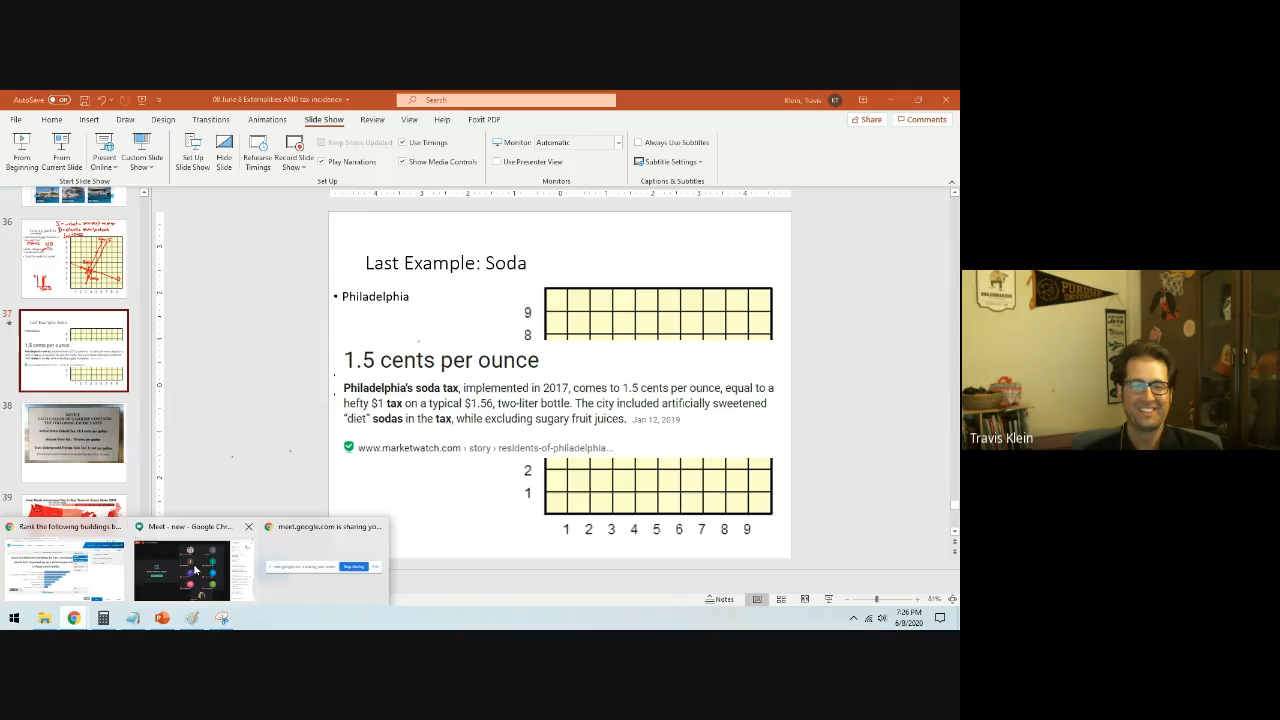 AutoSave Off
08 June 8 Externalities AND tax incidence
Search
Klein, Travis KT
File Home Insert Draw Design Transitions Animations Slide Show Review View Help Foxit PDF
Share Comments
From Beginning
From Current Slide
Present Online
Custom Slide Show
Set Up Slide Show
Hide Slide
Rehearse Timings
Record Slide Show
Keep Slides Updated
Play Narrations
Use Timings
Show Media Controls
Monitor: Automatic
Use Presenter View
Always Use Subtitles
Subtitle Settings
Start Slide Show
Set Up
Monitors
Captions & Subtitles
36
37
38
39
Last Example: Soda
• Philadelphia
9
8
1.5 cents per ounce
Philadelphia's soda tax, implemented in 2017, comes to 1.5 cents per ounce, equal to a
hefty $1 tax on a typical $1.56, two-liter bottle. The city included artificially sweetened
“diet” sodas in the tax, while excluding sugary fruit juices. Jan 12, 2019
www.marketwatch.com › story › residents-of-philadelphia...
2
1
1 2 3 4 5 6 7 8 9
Rank the following buildings b...
Meet - new - Google Chr...
meet.google.com is sharing yo...
Stop sharing
Notes
81%
7:26 PM
6/8/2020
PURDUE
Travis Klein